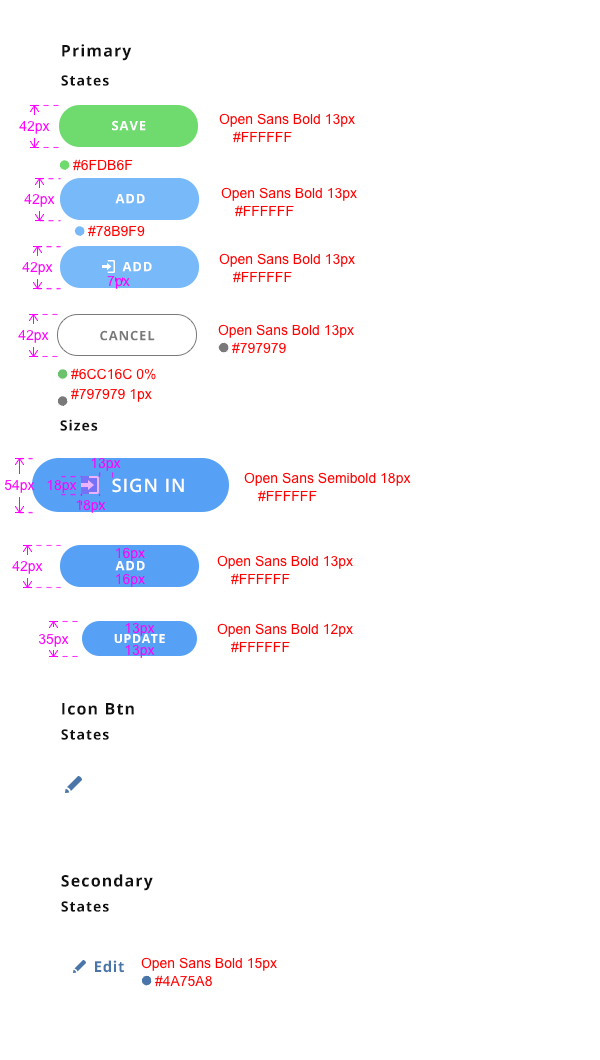 Primary
States
42px
SAVE
Open Sans Bold 13px
#FFFFFF
#6FDB6F
42px
ADD
Open Sans Bold 13px
#FFFFFF
#78B9F9
42px
ADD
7px
Open Sans Bold 13px
#FFFFFF
42px
CANCEL
Open Sans Bold 13px
#797979
#6CC16C 0%
#797979 1px
Sizes
13px
54px
18px
SIGN IN
18px
Open Sans Semibold 18px
#FFFFFF
42px
16px
ADD
16px
Open Sans Bold 13px
#FFFFFF
35px
13px
UPDATE
13px
Open Sans Bold 12px
#FFFFFF
Icon Btn
States
Secondary
States
Edit
Open Sans Bold 15px
#4A75A8